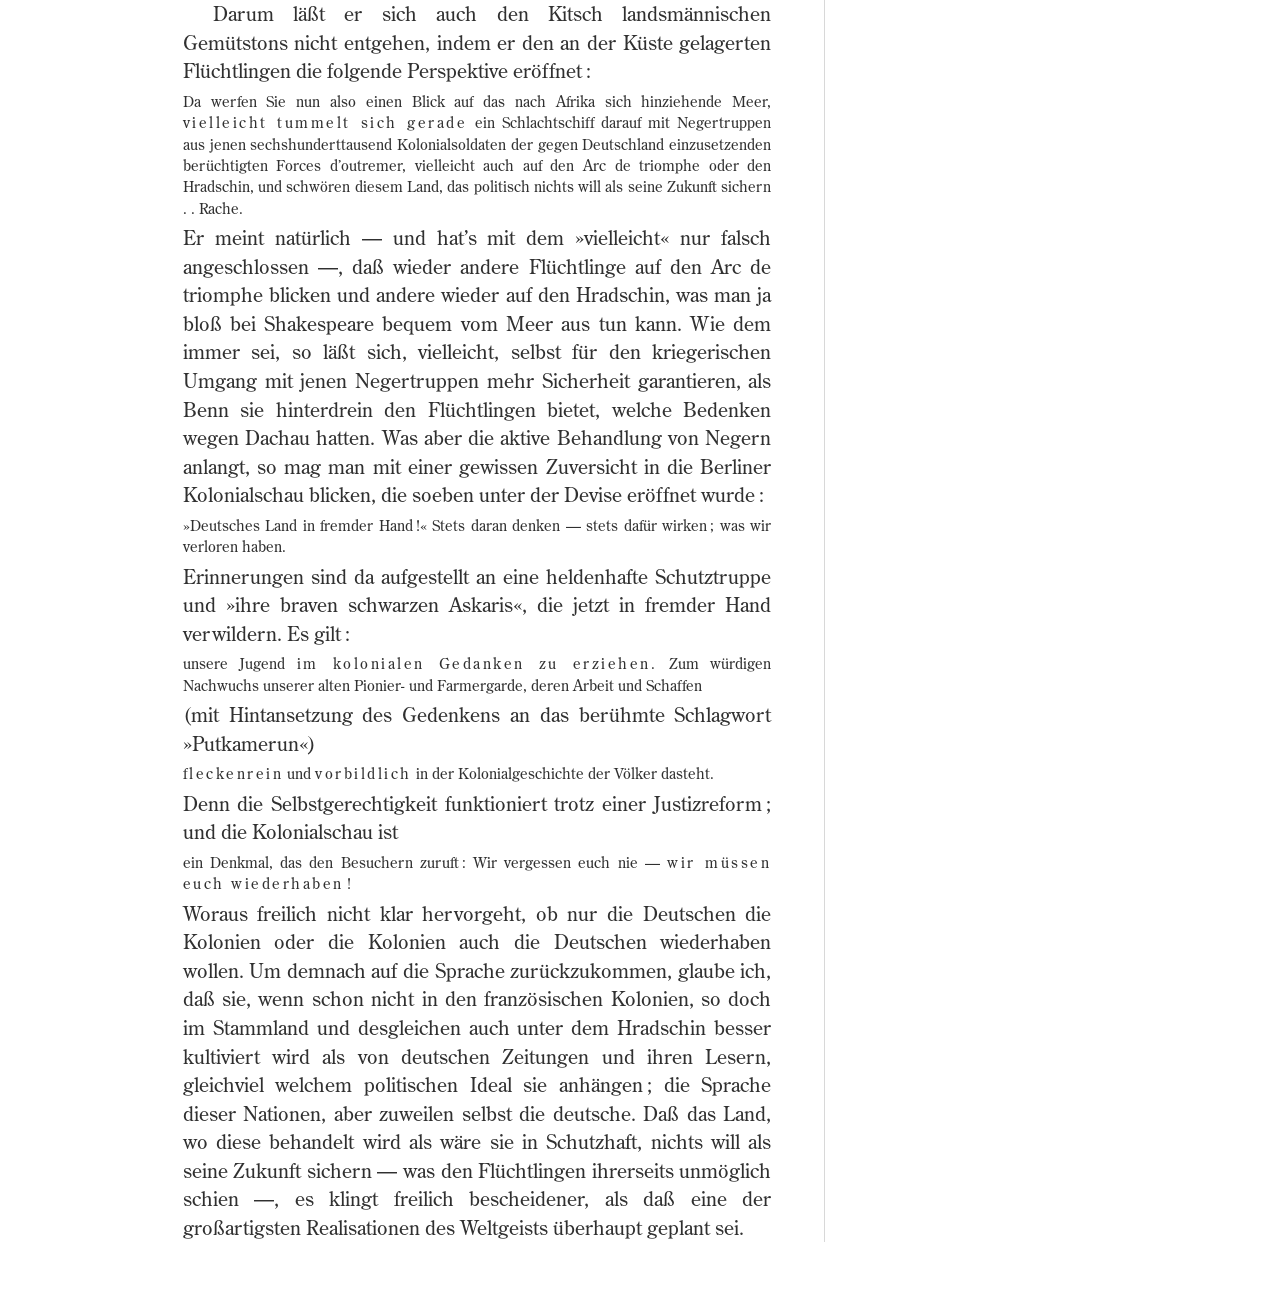 Darum läßt er sich auch den Kitsch landsmännischen
Gemütstons nicht entgehen, indem er den an der Küste gelagerten
Flüchtlingen die folgende Perspektive eröffnet :
Da werfen Sie nun also einen Blick auf das nach Afrika sich hinziehende Meer,
vielleicht tummelt sich gerade ein Schlachtschiff darauf mit Negertruppen
aus jenen sechshunderttausend Kolonialsoldaten der gegen Deutschland einzusetzenden
berüchtigten Forces d’outremer, vielleicht auch auf den Arc de triomphe oder den
Hradschin, und schwören diesem Land, das politisch nichts will als seine Zukunft sichern
. . Rache.
Er meint natürlich — und hat’s mit dem »vielleicht« nur falsch
angeschlossen —, daß wieder andere Flüchtlinge auf den Arc de
triomphe blicken und andere wieder auf den Hradschin, was man ja
bloß bei Shakespeare bequem vom Meer aus tun kann. Wie dem
immer sei, so läßt sich, vielleicht, selbst für den kriegerischen
Umgang mit jenen Negertruppen mehr Sicherheit garantieren, als
Benn sie hinterdrein den Flüchtlingen bietet, welche Bedenken
wegen Dachau hatten. Was aber die aktive Behandlung von Negern
anlangt, so mag man mit einer gewissen Zuversicht in die Berliner
Kolonialschau blicken, die soeben unter der Devise eröffnet wurde :
»Deutsches Land in fremder Hand !« Stets daran denken — stets dafür wirken ; was wir
verloren haben.
Erinnerungen sind da aufgestellt an eine heldenhafte Schutztruppe
und »ihre braven schwarzen Askaris«, die jetzt in fremder Hand
verwildern. Es gilt :
unsere Jugend im kolonialen Gedanken zu erziehen. Zum würdigen
Nachwuchs unserer alten Pionier- und Farmergarde, deren Arbeit und Schaffen
(mit Hintansetzung des Gedenkens an das berühmte Schlagwort
»Putkamerun«)
fleckenrein und vorbildlich in der Kolonialgeschichte der Völker dasteht.
Denn die Selbstgerechtigkeit funktioniert trotz einer Justizreform ;
und die Kolonialschau ist
ein Denkmal, das den Besuchern zuruft : Wir vergessen euch nie — wir müssen
euch wiederhaben !
Woraus freilich nicht klar hervorgeht, ob nur die Deutschen die
Kolonien oder die Kolonien auch die Deutschen wiederhaben
wollen. Um demnach auf die Sprache zurückzukommen, glaube ich,
daß sie, wenn schon nicht in den französischen Kolonien, so doch
im Stammland und desgleichen auch unter dem Hradschin besser
kultiviert wird als von deutschen Zeitungen und ihren Lesern,
gleichviel welchem politischen Ideal sie anhängen ; die Sprache
dieser Nationen, aber zuweilen selbst die deutsche. Daß das Land,
wo diese behandelt wird als wäre sie in Schutzhaft, nichts will als
seine Zukunft sichern — was den Flüchtlingen ihrerseits unmöglich
schien —, es klingt freilich bescheidener, als daß eine der
großartigsten Realisationen des Weltgeists überhaupt geplant sei.